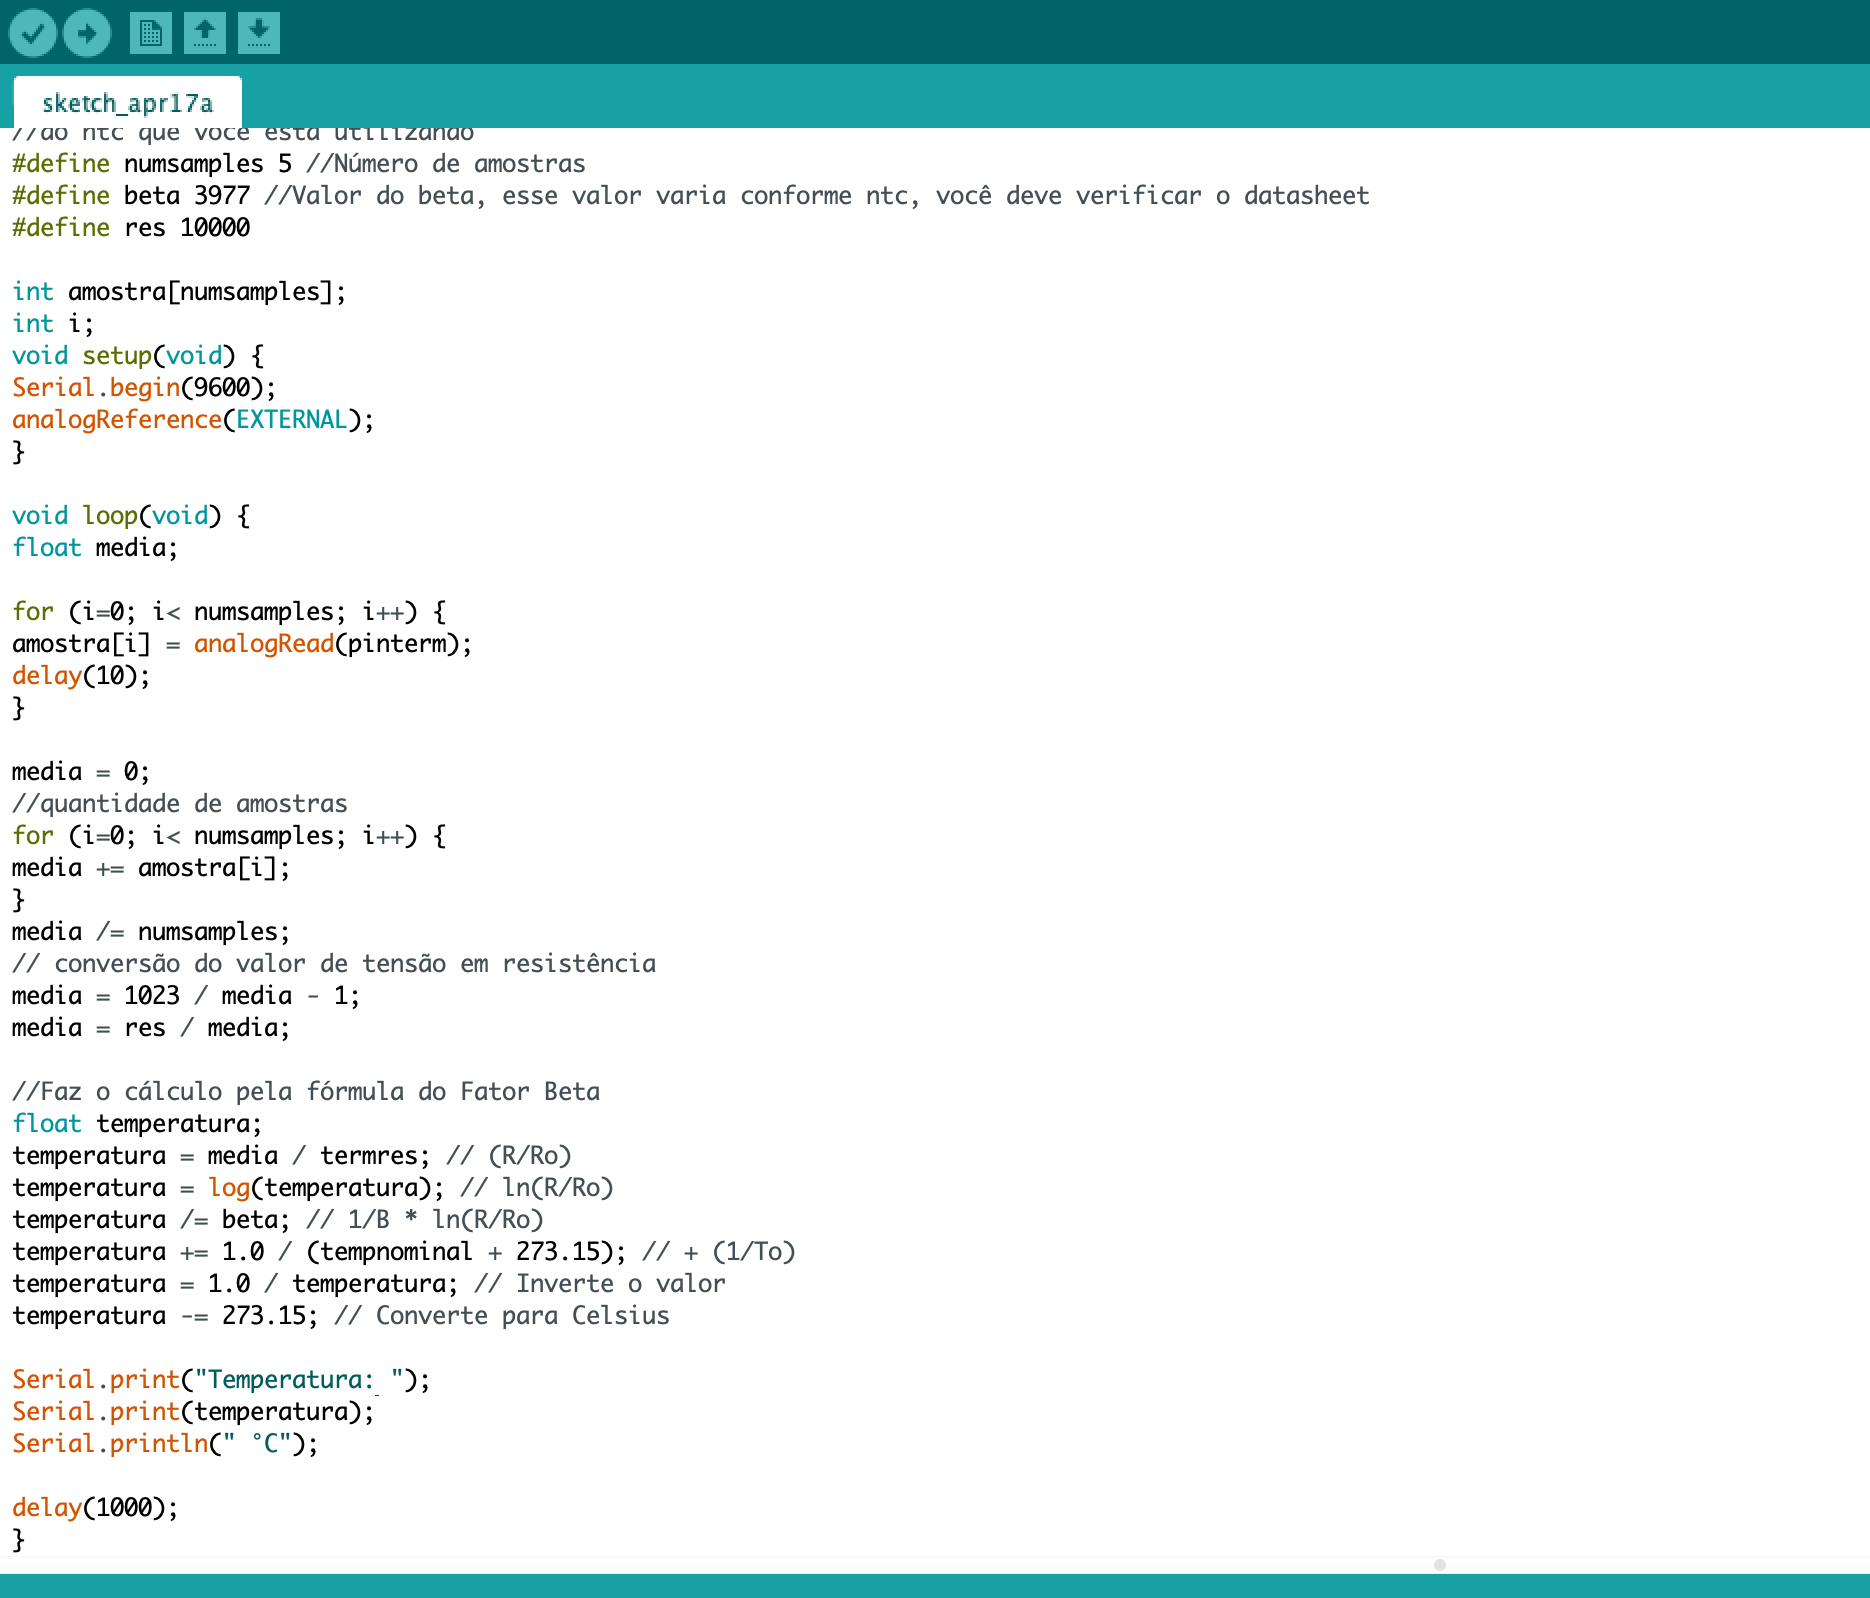 sketch_apr17a
//do ntc que você está utilizando
#define numsamples 5 //Número de amostras
#define beta 3977 //Valor do beta, esse valor varia conforme ntc, você deve verificar o datasheet
#define res 10000
int amostra[numsamples];
int i;
void setup(void) {
Serial.begin(9600);
analogReference(EXTERNAL);
}
void loop(void) {
float media;
for (i=0; i< numsamples; i++) {
amostra[i] = analogRead(pinterm);
delay(10);
}
media = 0;
//quantidade de amostras
for (i=0; i< numsamples; i++) {
media += amostra[i];
}
media /= numsamples;
// conversão do valor de tensão em resistência
media = 1023 / media - 1;
media = res / media;
//Faz o cálculo pela fórmula do Fator Beta
float temperatura;
temperatura = media / termres; // (R/Ro)
temperatura = log(temperatura); // ln(R/Ro)
temperatura /= beta; // 1/B * ln(R/Ro)
temperatura += 1.0 / (tempnominal + 273.15); // + (1/To)
temperatura = 1.0 / temperatura; // Inverte o valor
temperatura -= 273.15; // Converte para Celsius
Serial.print("Temperatura: ");
Serial.print(temperatura);
Serial.println(" °C");
delay(1000);
}